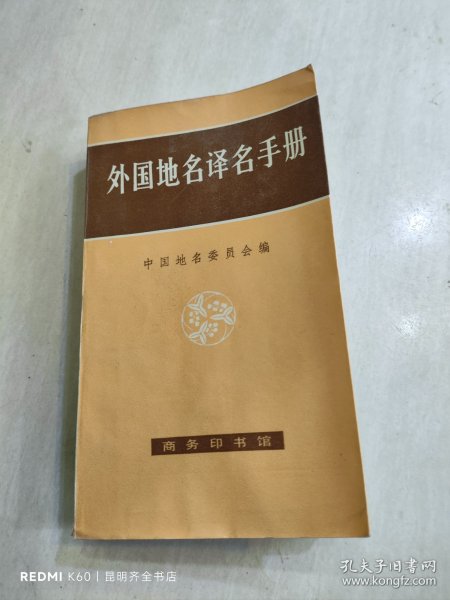 外国地名译名手册
中国地名委员会编
商务印书馆
REDMI K60 | 昆明齐全书店
孔夫子旧书网
www.kongfz.com